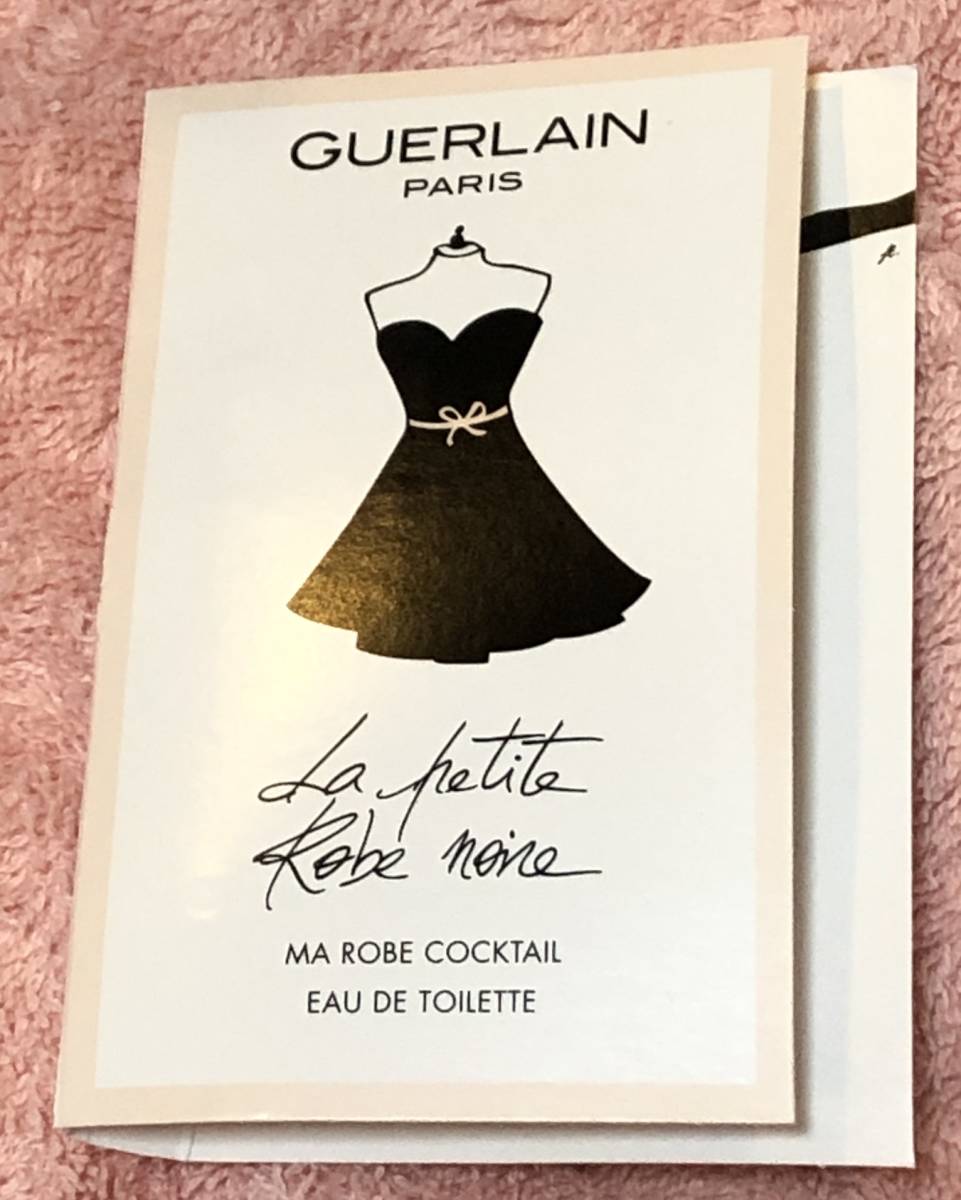 GUERLAIN
PARIS
La petite
Robe noire
MA ROBE COCKTAIL
EAU DE TOILETTE